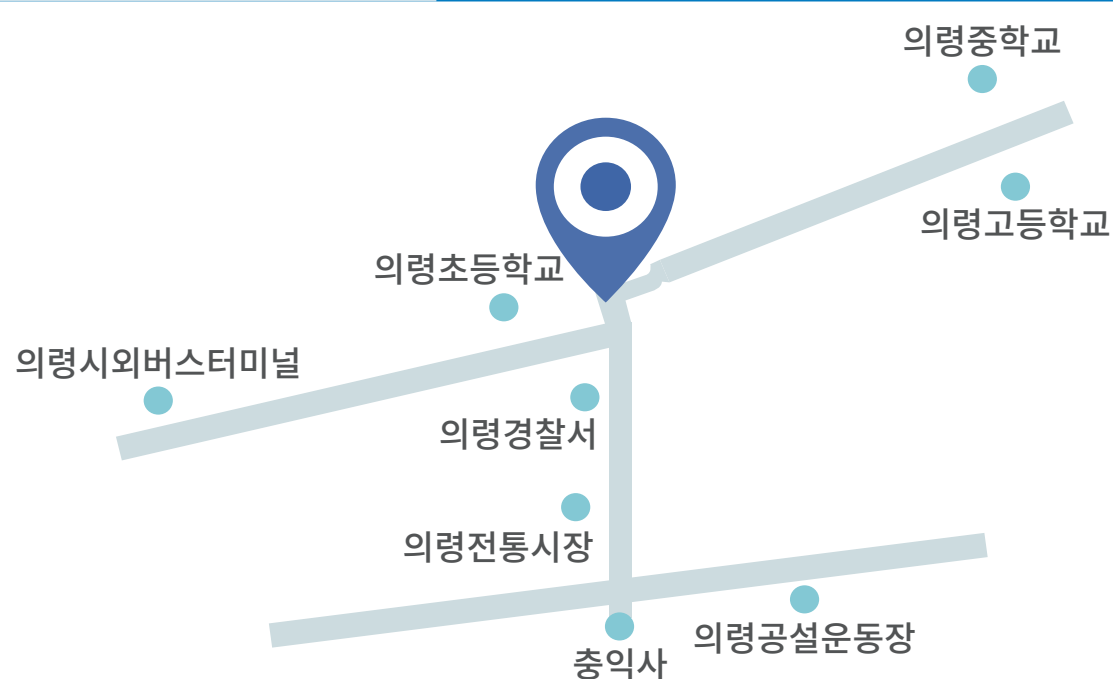 의령중학교
의령고등학교
의령초등학교
의령시외버스터미널
의령경찰서
의령전통시장
의령공설운동장
충익사